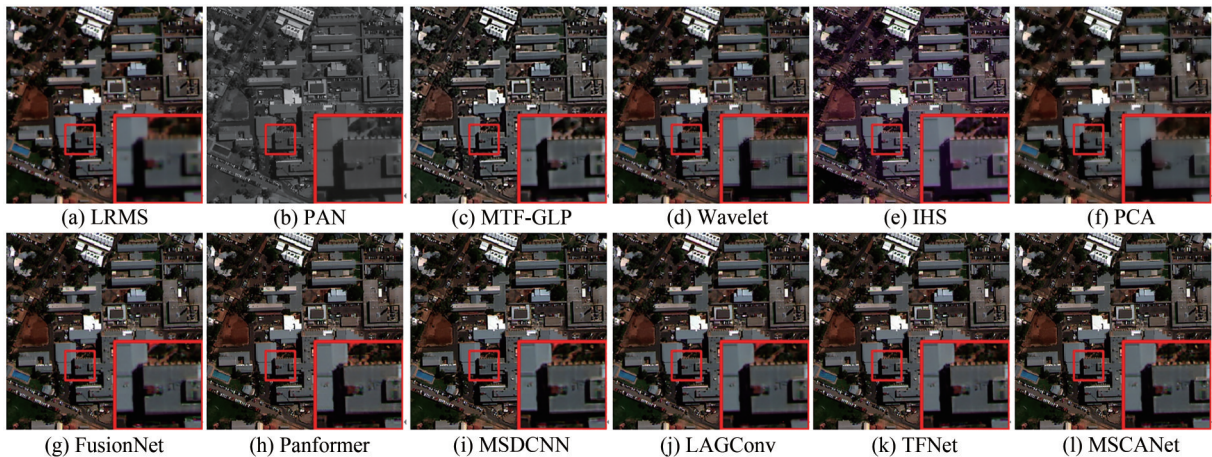 (a) LRMS (b) PAN (c) MTF-GLP (d) Wavelet (e) IHS (f) PCA
(g) FusionNet (h) Panformer (i) MSDCNN (j) LAGConv (k) TFNet (l) MSCANet